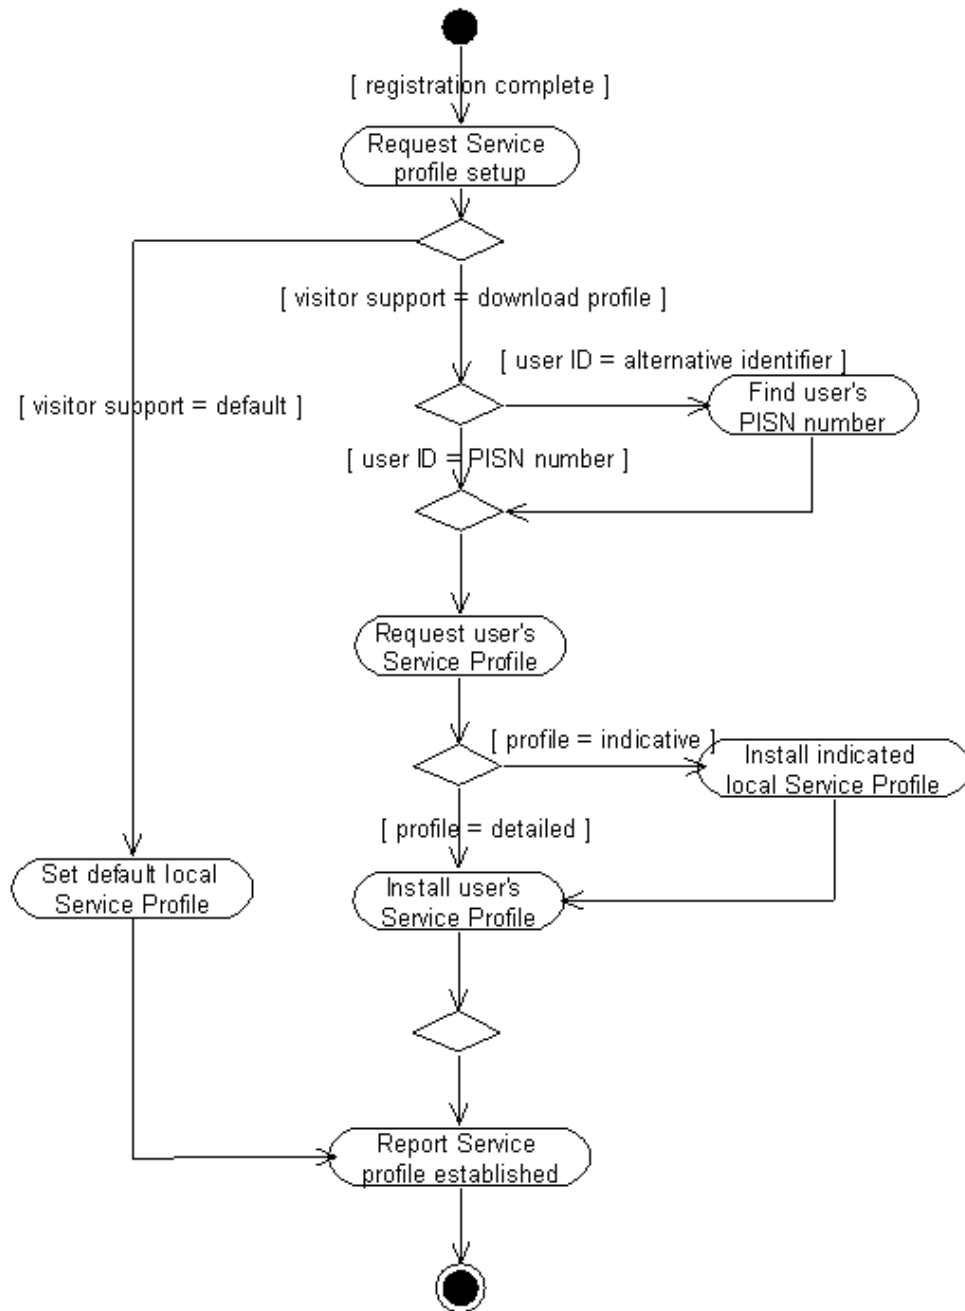 [ registration complete ]
Request Service
profile setup
[ visitor support = download profile ]
[ user ID = alternative identifier ]
Find user's
PISN number
[ visitor support = default ]
[ user ID = PISN number ]
Request user's
Service Profile
[ profile = indicative ]
Install indicated
local Service Profile
[ profile = detailed ]
Set default local
Service Profile
Install user's
Service Profile
Report Service
profile established